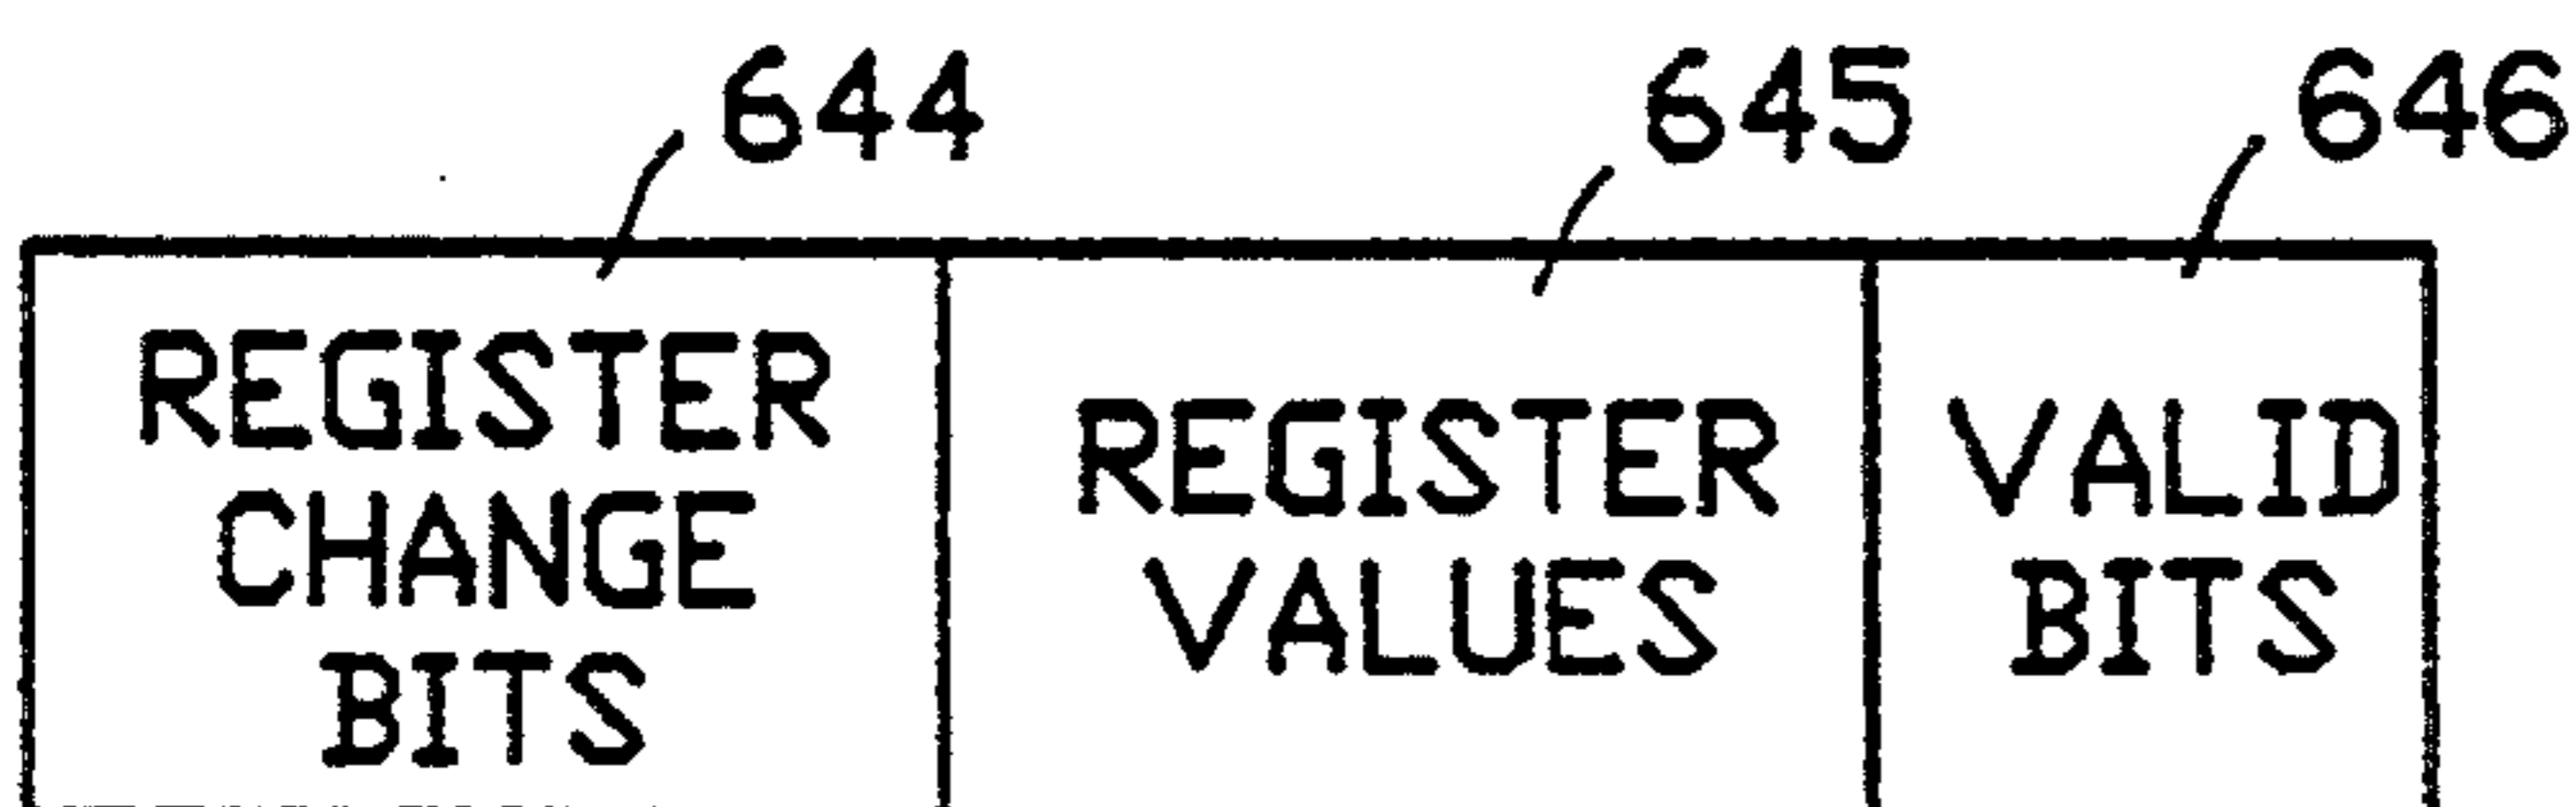 644 645 646
REGISTER
CHANGE
BITS
REGISTER
VALUES
VALID
BITS